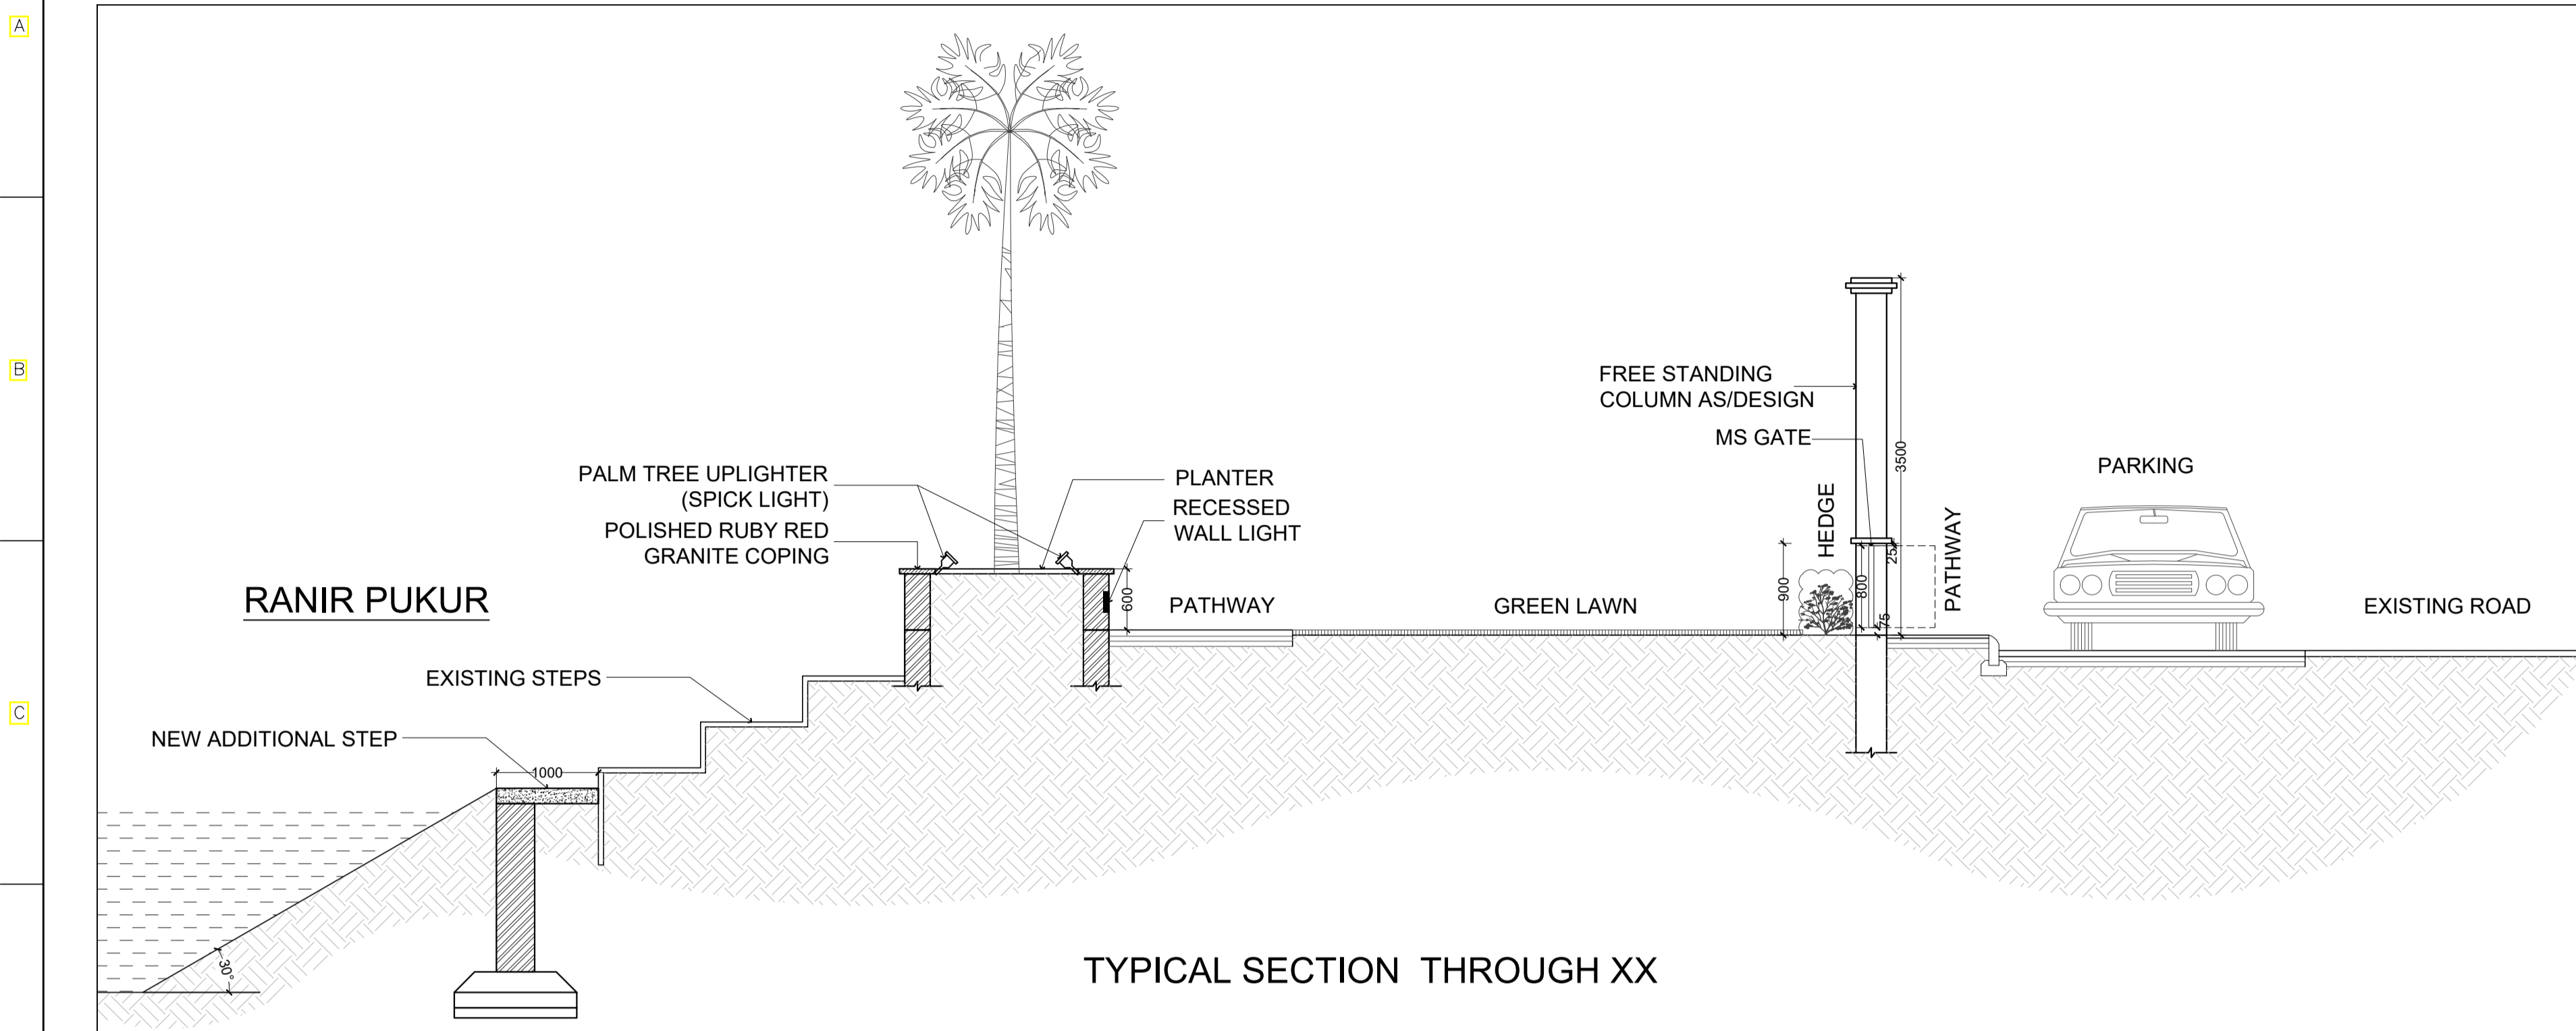 A
B
C
FREE STANDING
COLUMN AS/DESIGN
MS GATE
3500
PARKING
PALM TREE UPLIGHTER
(SPICK LIGHT)
POLISHED RUBY RED
GRANITE COPING
PLANTER
RECESSED
WALL LIGHT
HEDGE
PATHWAY
25
900
800
75
600
RANIR PUKUR
PATHWAY
GREEN LAWN
EXISTING ROAD
EXISTING STEPS
NEW ADDITIONAL STEP
1000
30°
TYPICAL SECTION THROUGH XX